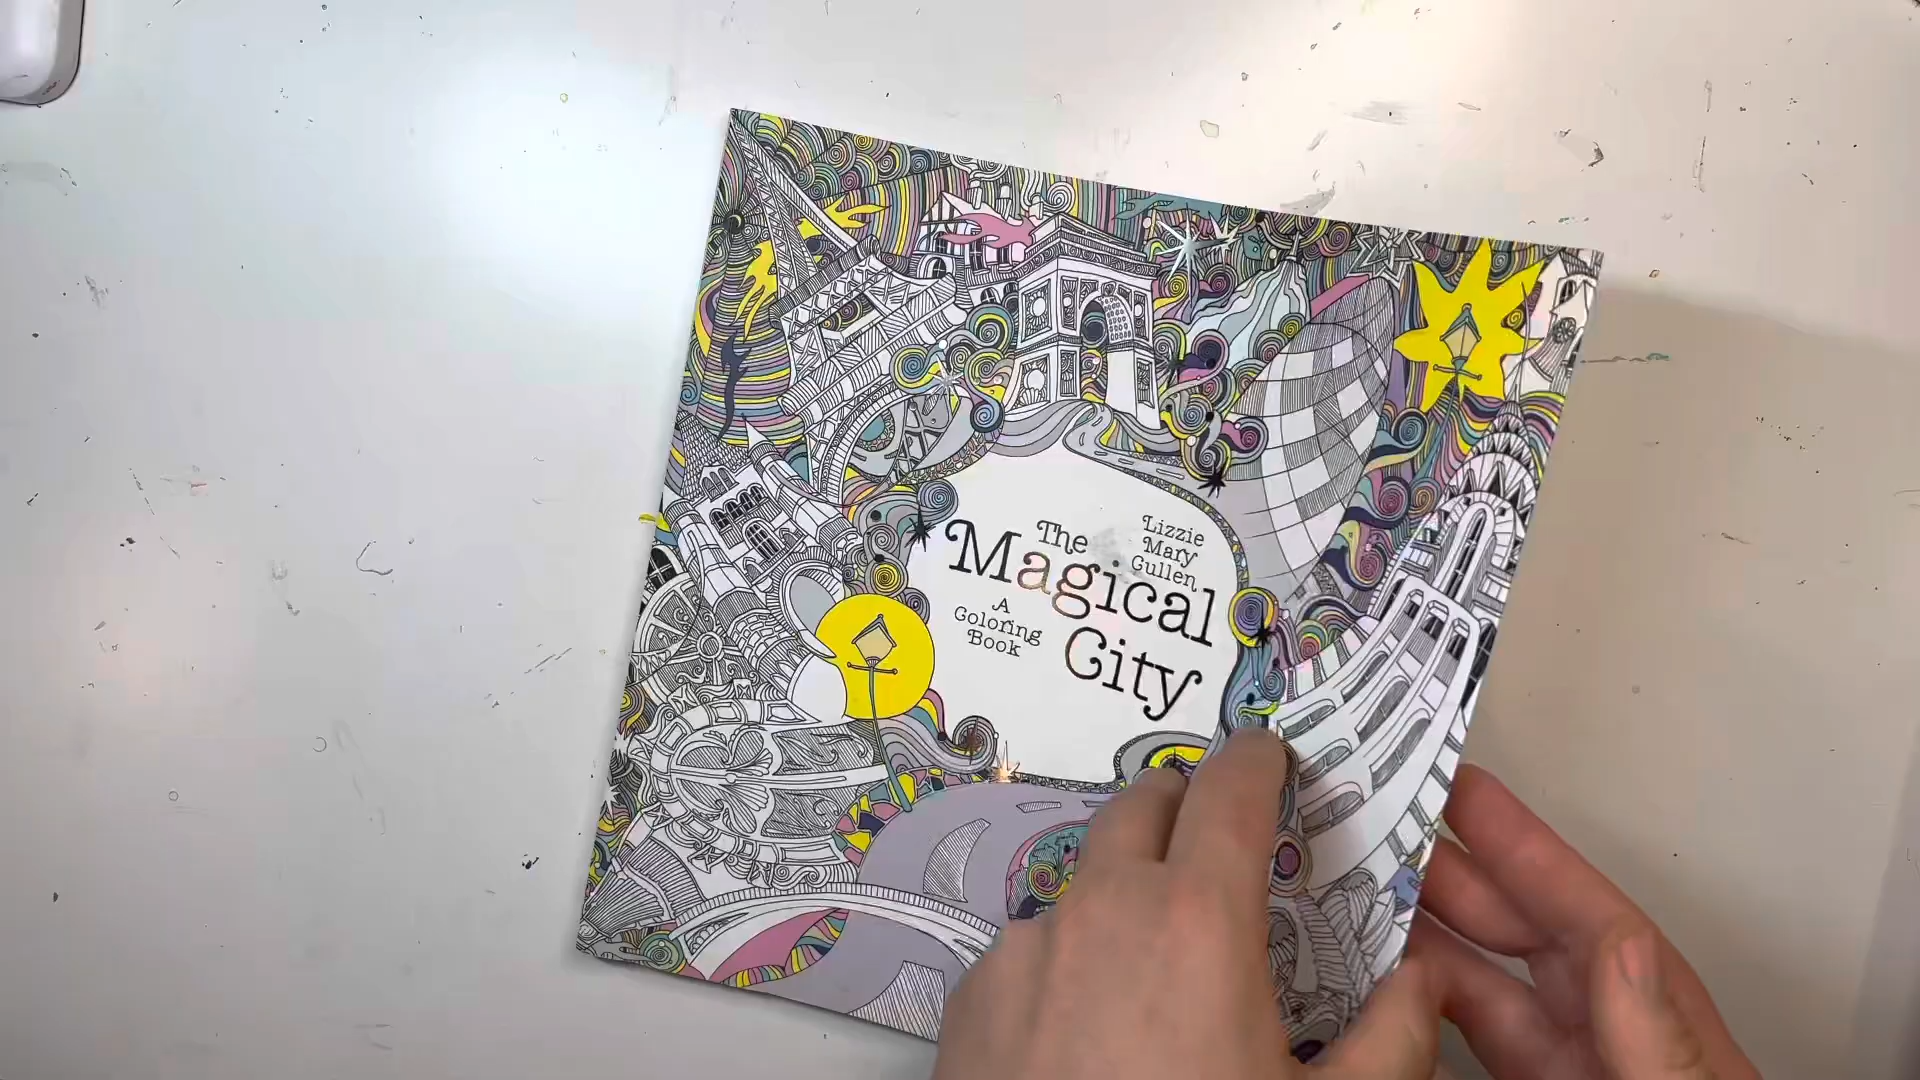 The
Magical
City
Lizzie
Mary
Cullen
A
Coloring
Book